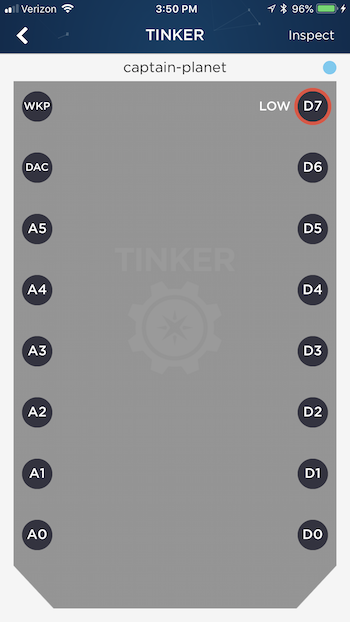 Verizon 3:50 PM 96%
TINKER Inspect
captain-planet
WKP LOW D7
DAC D6
A5 D5
TINKER
A4 D4
A3 D3
A2 D2
A1 D1
A0 D0